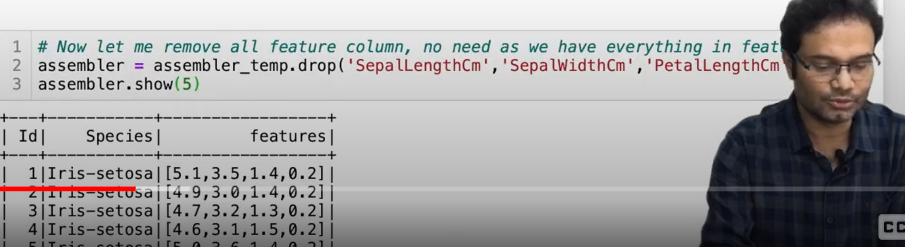 1 # Now let me remove all feature column, no need as we have everything in feat
2 assembler = assembler_temp.drop('SepalLengthCm','SepalWidthCm','PetalLengthCm
3 assembler.show(5)
+----+-----------+-----------------+
| Id| Species| features|
+----+-----------+-----------------+
| 1|Iris-setosa|[5.1,3.5,1.4,0.2]|
| 2|Iris-setosa|[4.9,3.0,1.4,0.2]|
| 3|Iris-setosa|[4.7,3.2,1.3,0.2]|
| 4|Iris-setosa|[4.6,3.1,1.5,0.2]|
| 5|Iris-setosa|[5.0,3.6,1.4,0.2]|
CC